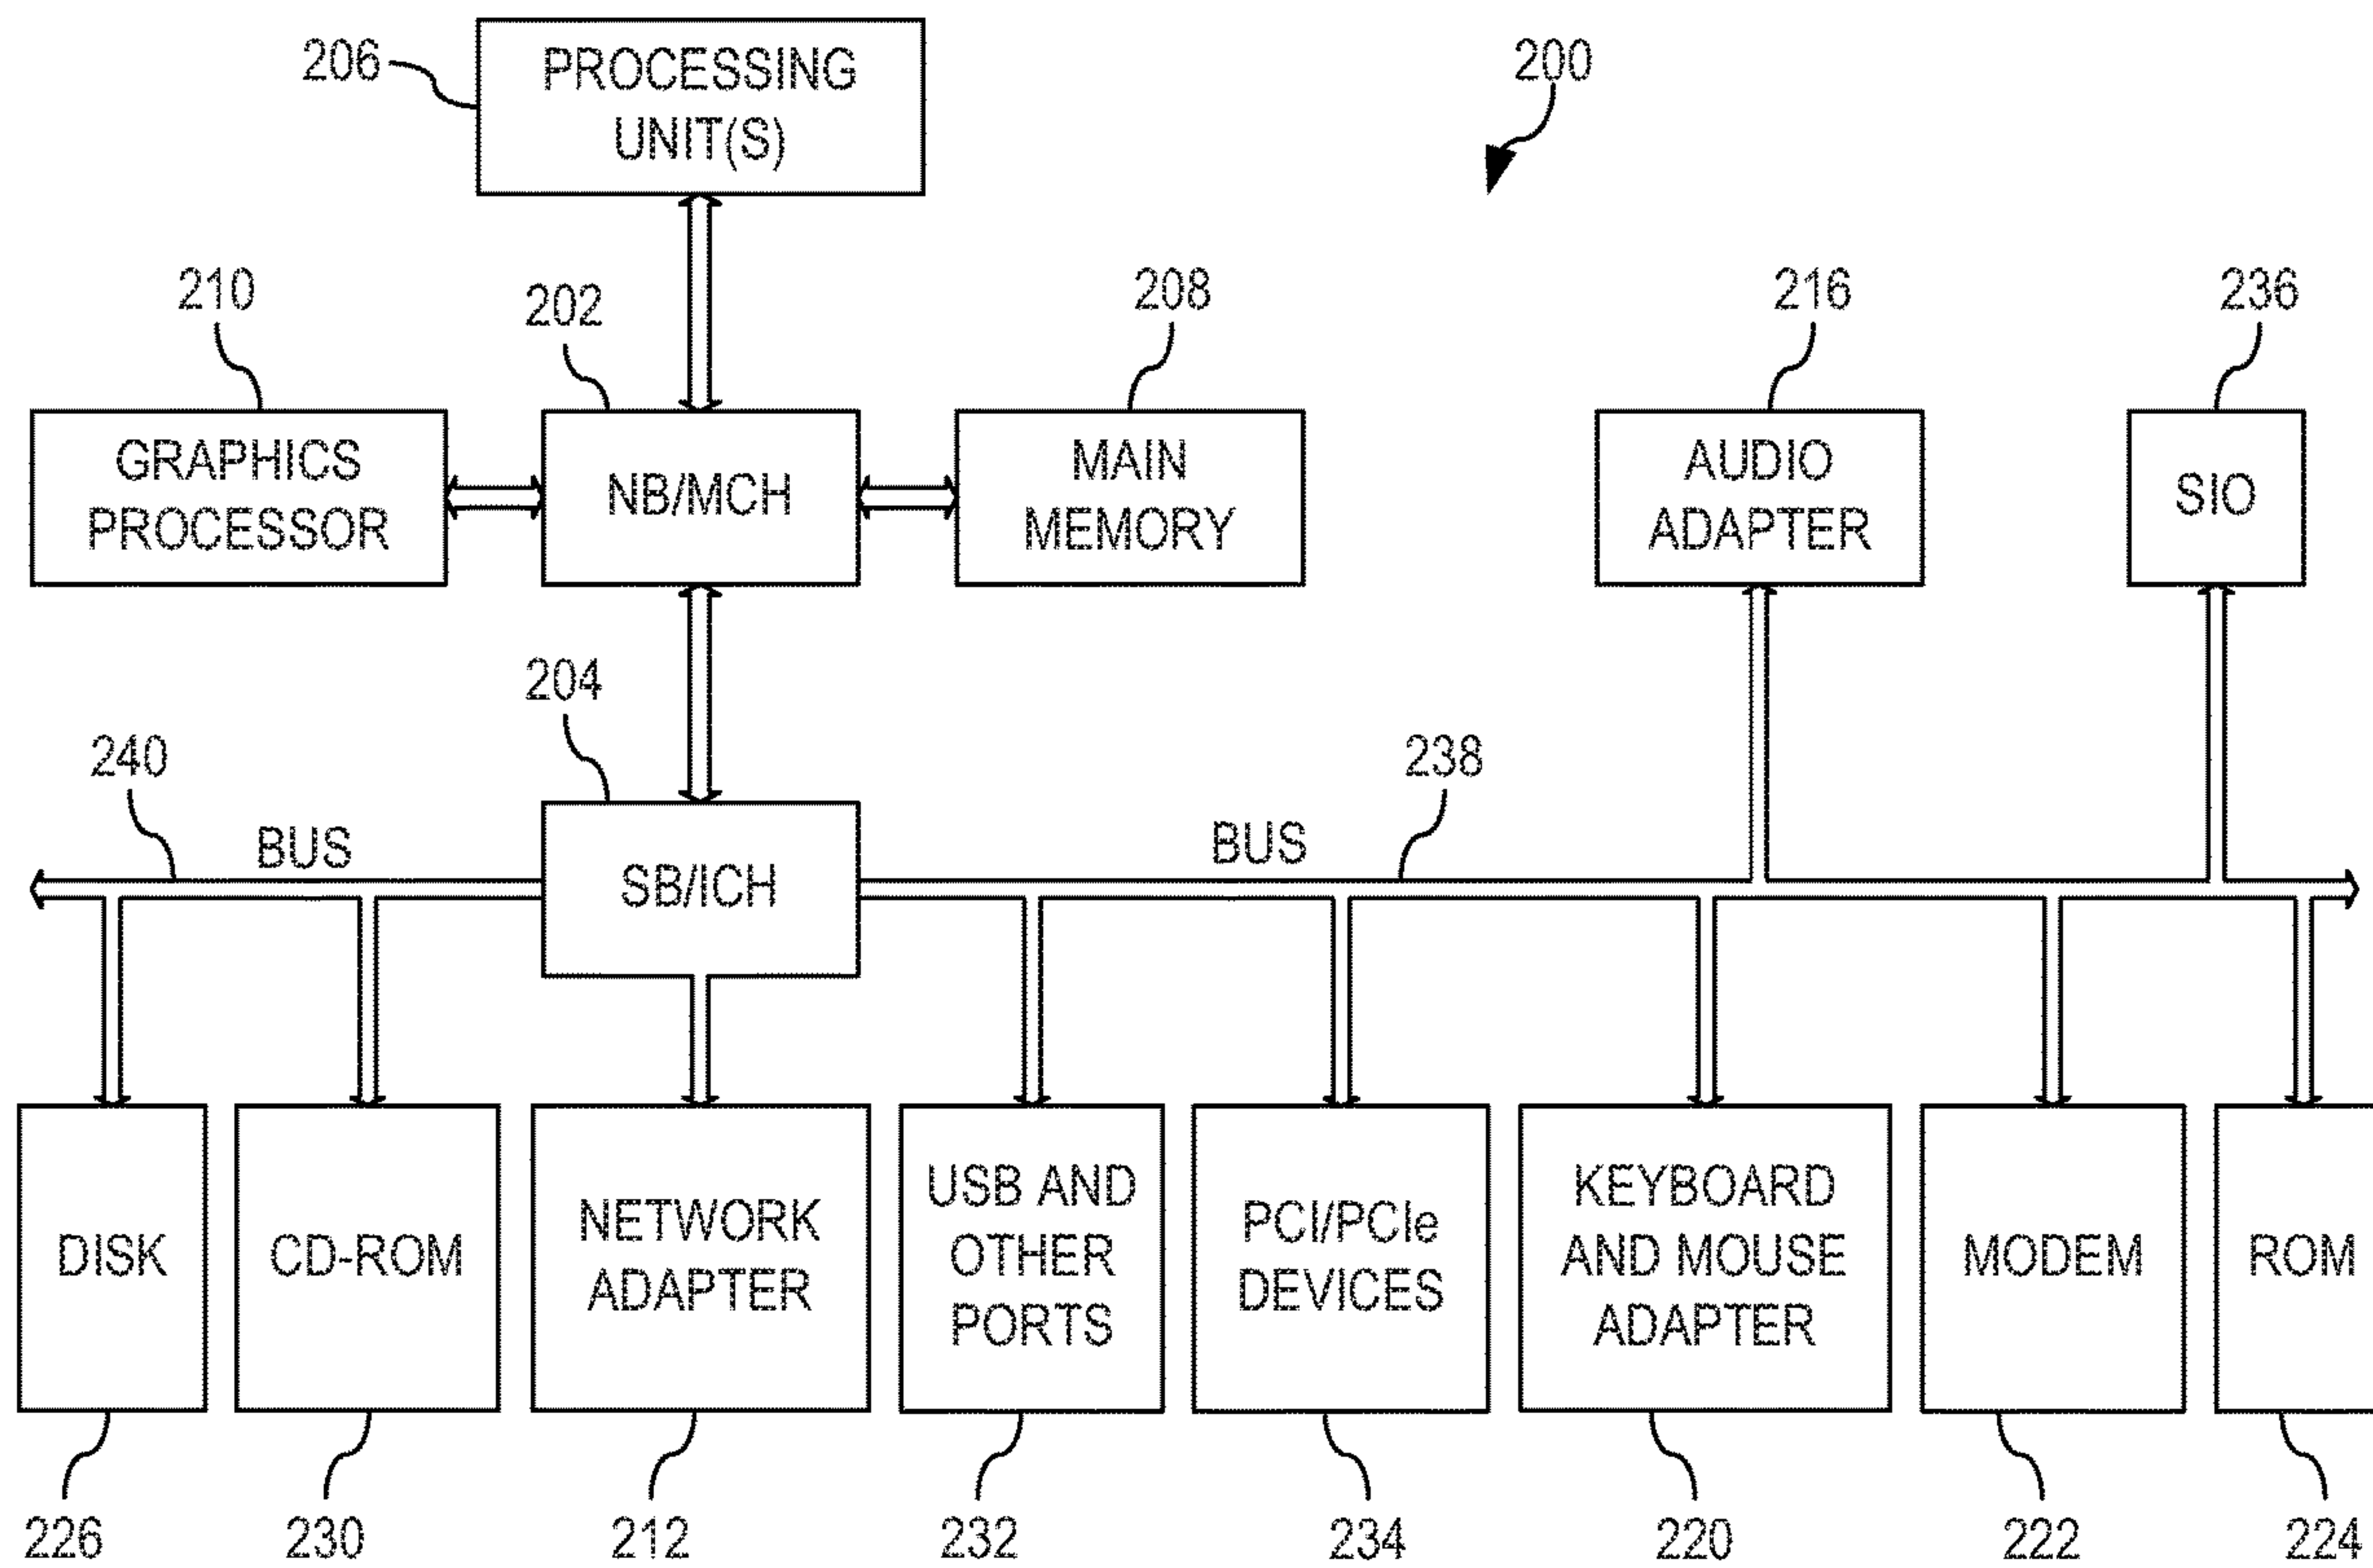 206
PROCESSING
UNIT(S)
200
210
202
208
216
236
GRAPHICS
PROCESSOR
NB/MCH
MAIN
MEMORY
AUDIO
ADAPTER
SIO
204
240
BUS
SB/ICH
BUS
238
DISK
CD-ROM
NETWORK
ADAPTER
USB AND
OTHER
PORTS
PCI/PCIe
DEVICES
KEYBOARD
AND MOUSE
ADAPTER
MODEM
ROM
226
230
212
232
234
220
222
224